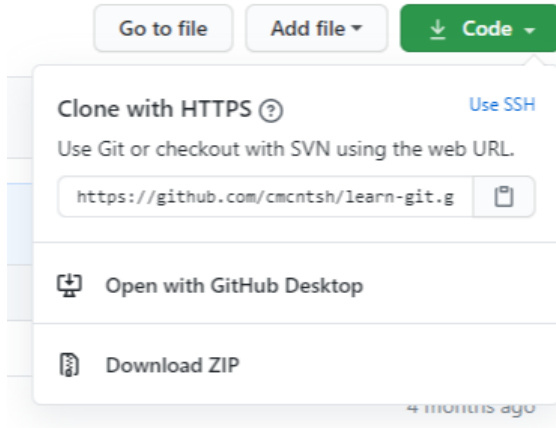 Go to file
Add file
Code
Clone with HTTPS
Use SSH
Use Git or checkout with SVN using the web URL.
https://github.com/cmcntsh/learn-git.g
Open with GitHub Desktop
Download ZIP
4 months ago